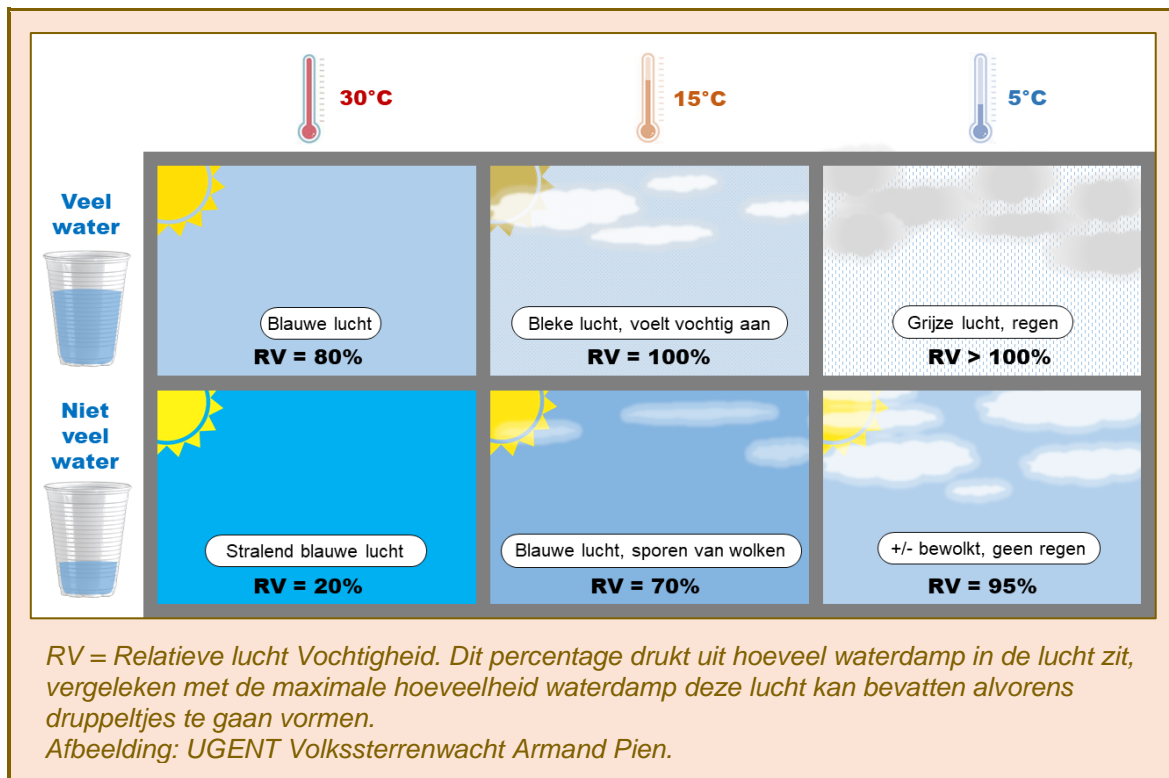 30°C
15°C
5°C
Veel
water
Blauwe lucht
RV = 80%
Bleke lucht, voelt vochtig aan
RV = 100%
Grijze lucht, regen
RV > 100%
Niet
veel
water
Stralend blauwe lucht
RV = 20%
Blauwe lucht, sporen van wolken
RV = 70%
+/- bewolkt, geen regen
RV = 95%
RV = Relatieve lucht Vochtigheid. Dit percentage drukt uit hoeveel waterdamp in de lucht zit,
vergeleken met de maximale hoeveelheid waterdamp deze lucht kan bevatten alvorens
druppeltjes te gaan vormen.
Afbeelding: UGENT Volkssterrenwacht Armand Pien.